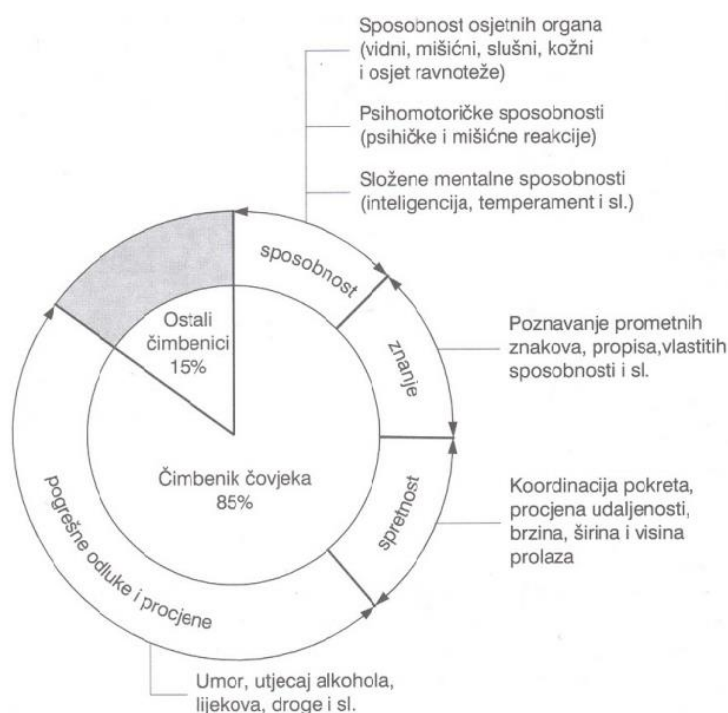 Sposobnost osjetnih organa
(vidni, mišićni, slušni, kožni
i osjet ravnoteže)
Psihomotoričke sposobnosti
(psihičke i mišićne reakcije)
Složene mentalne sposobnosti
(inteligencija, temperament i sl.)
sposobnost
Ostali
čimbenici
15%
znanje
Poznavanje prometnih
znakova, propisa,vlastitih
sposobnosti i sl.
Čimbenik čovjeka
85%
spretnost
Koordinacija pokreta,
procjena udaljenosti,
brzina, širina i visina
prolaza
pogrešne odluke i procjene
Umor, utjecaj alkohola,
lijekova, droge i sl.